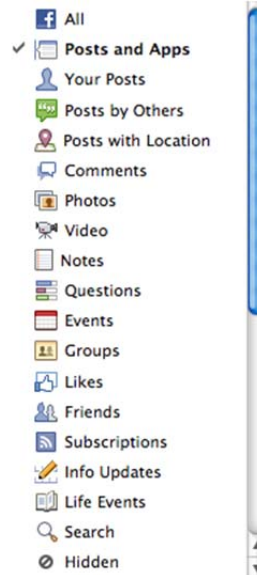 All
Posts and Apps
Your Posts
Posts by Others
Posts with Location
Comments
Photos
Video
Notes
Questions
Events
Groups
Likes
Friends
Subscriptions
Info Updates
Life Events
Search
Hidden